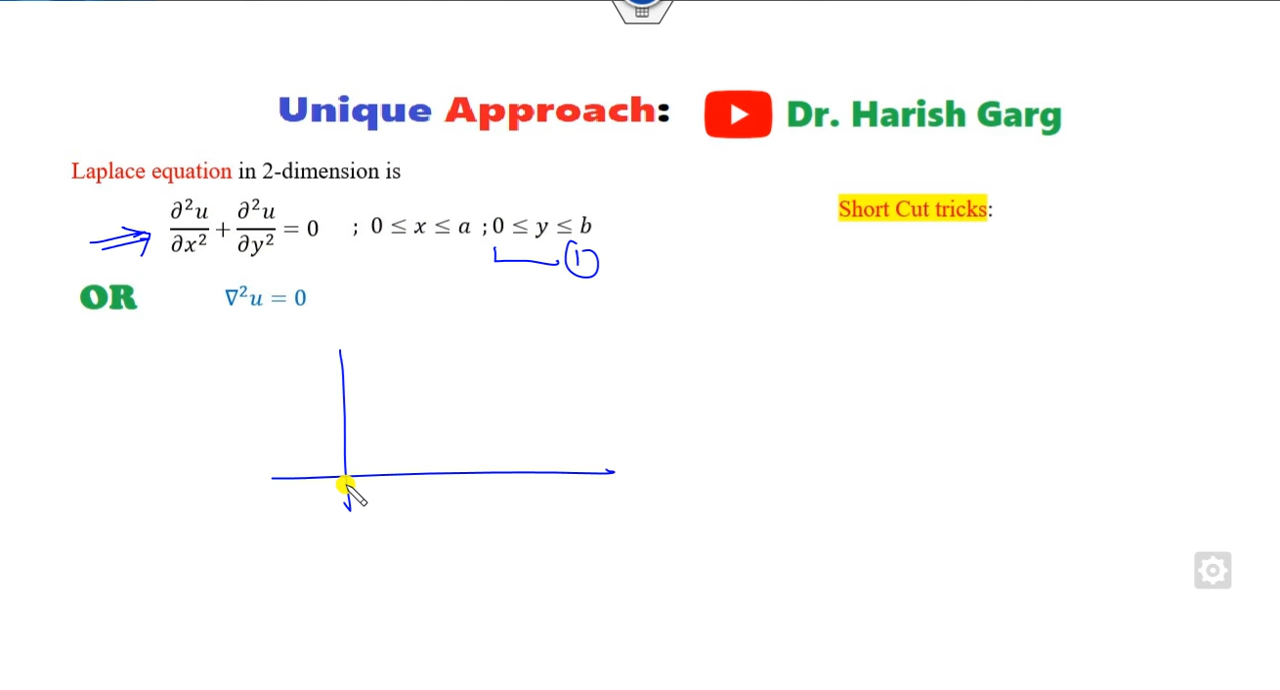 Unique Approach: Dr. Harish Garg
Laplace equation in 2-dimension is
∂²u/∂x² + ∂²u/∂y² = 0 ; 0 ≤ x ≤ a ; 0 ≤ y ≤ b
①
OR ∇²u = 0
Short Cut tricks: